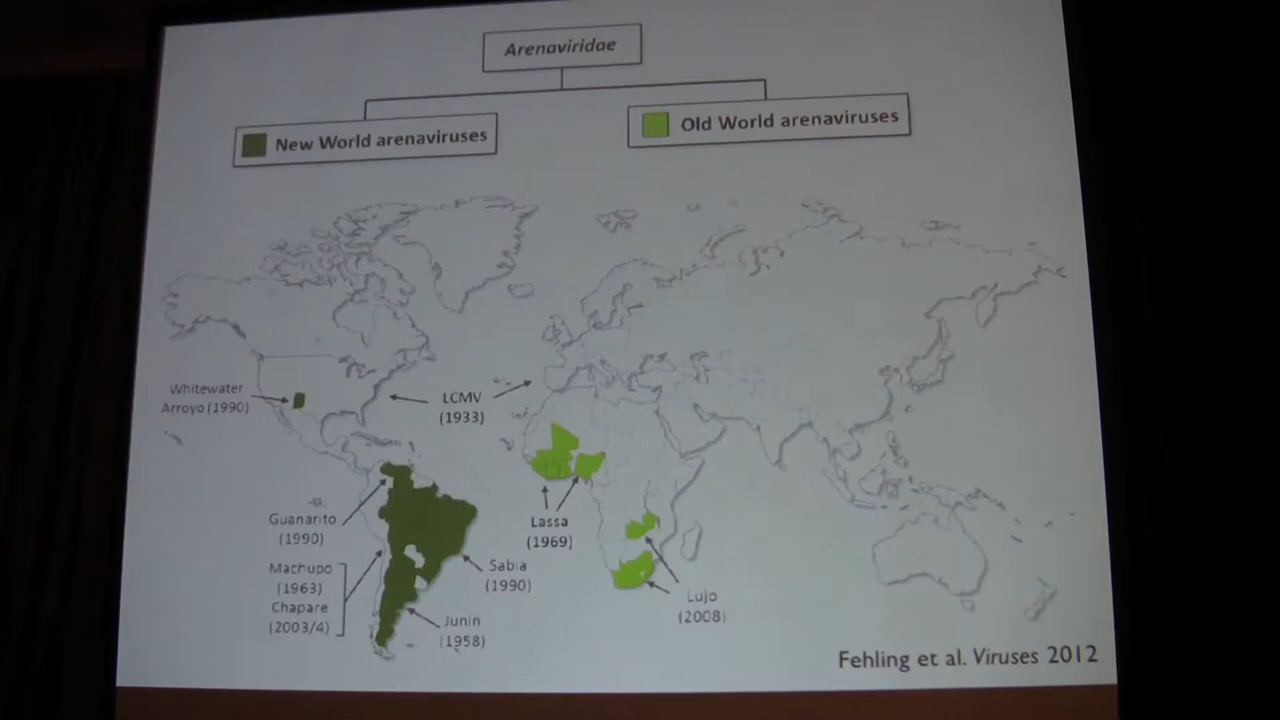 Arenaviridae
New World arenaviruses
Old World arenaviruses
Whitewater
Arroyo (1990)
LCMV
(1933)
Guanarito
(1990)
Machupo
(1963)
Chapare
(2003/4)
Sabia
(1990)
Junin
(1958)
Lassa
(1969)
Lujo
(2008)
Fehling et al. Viruses 2012